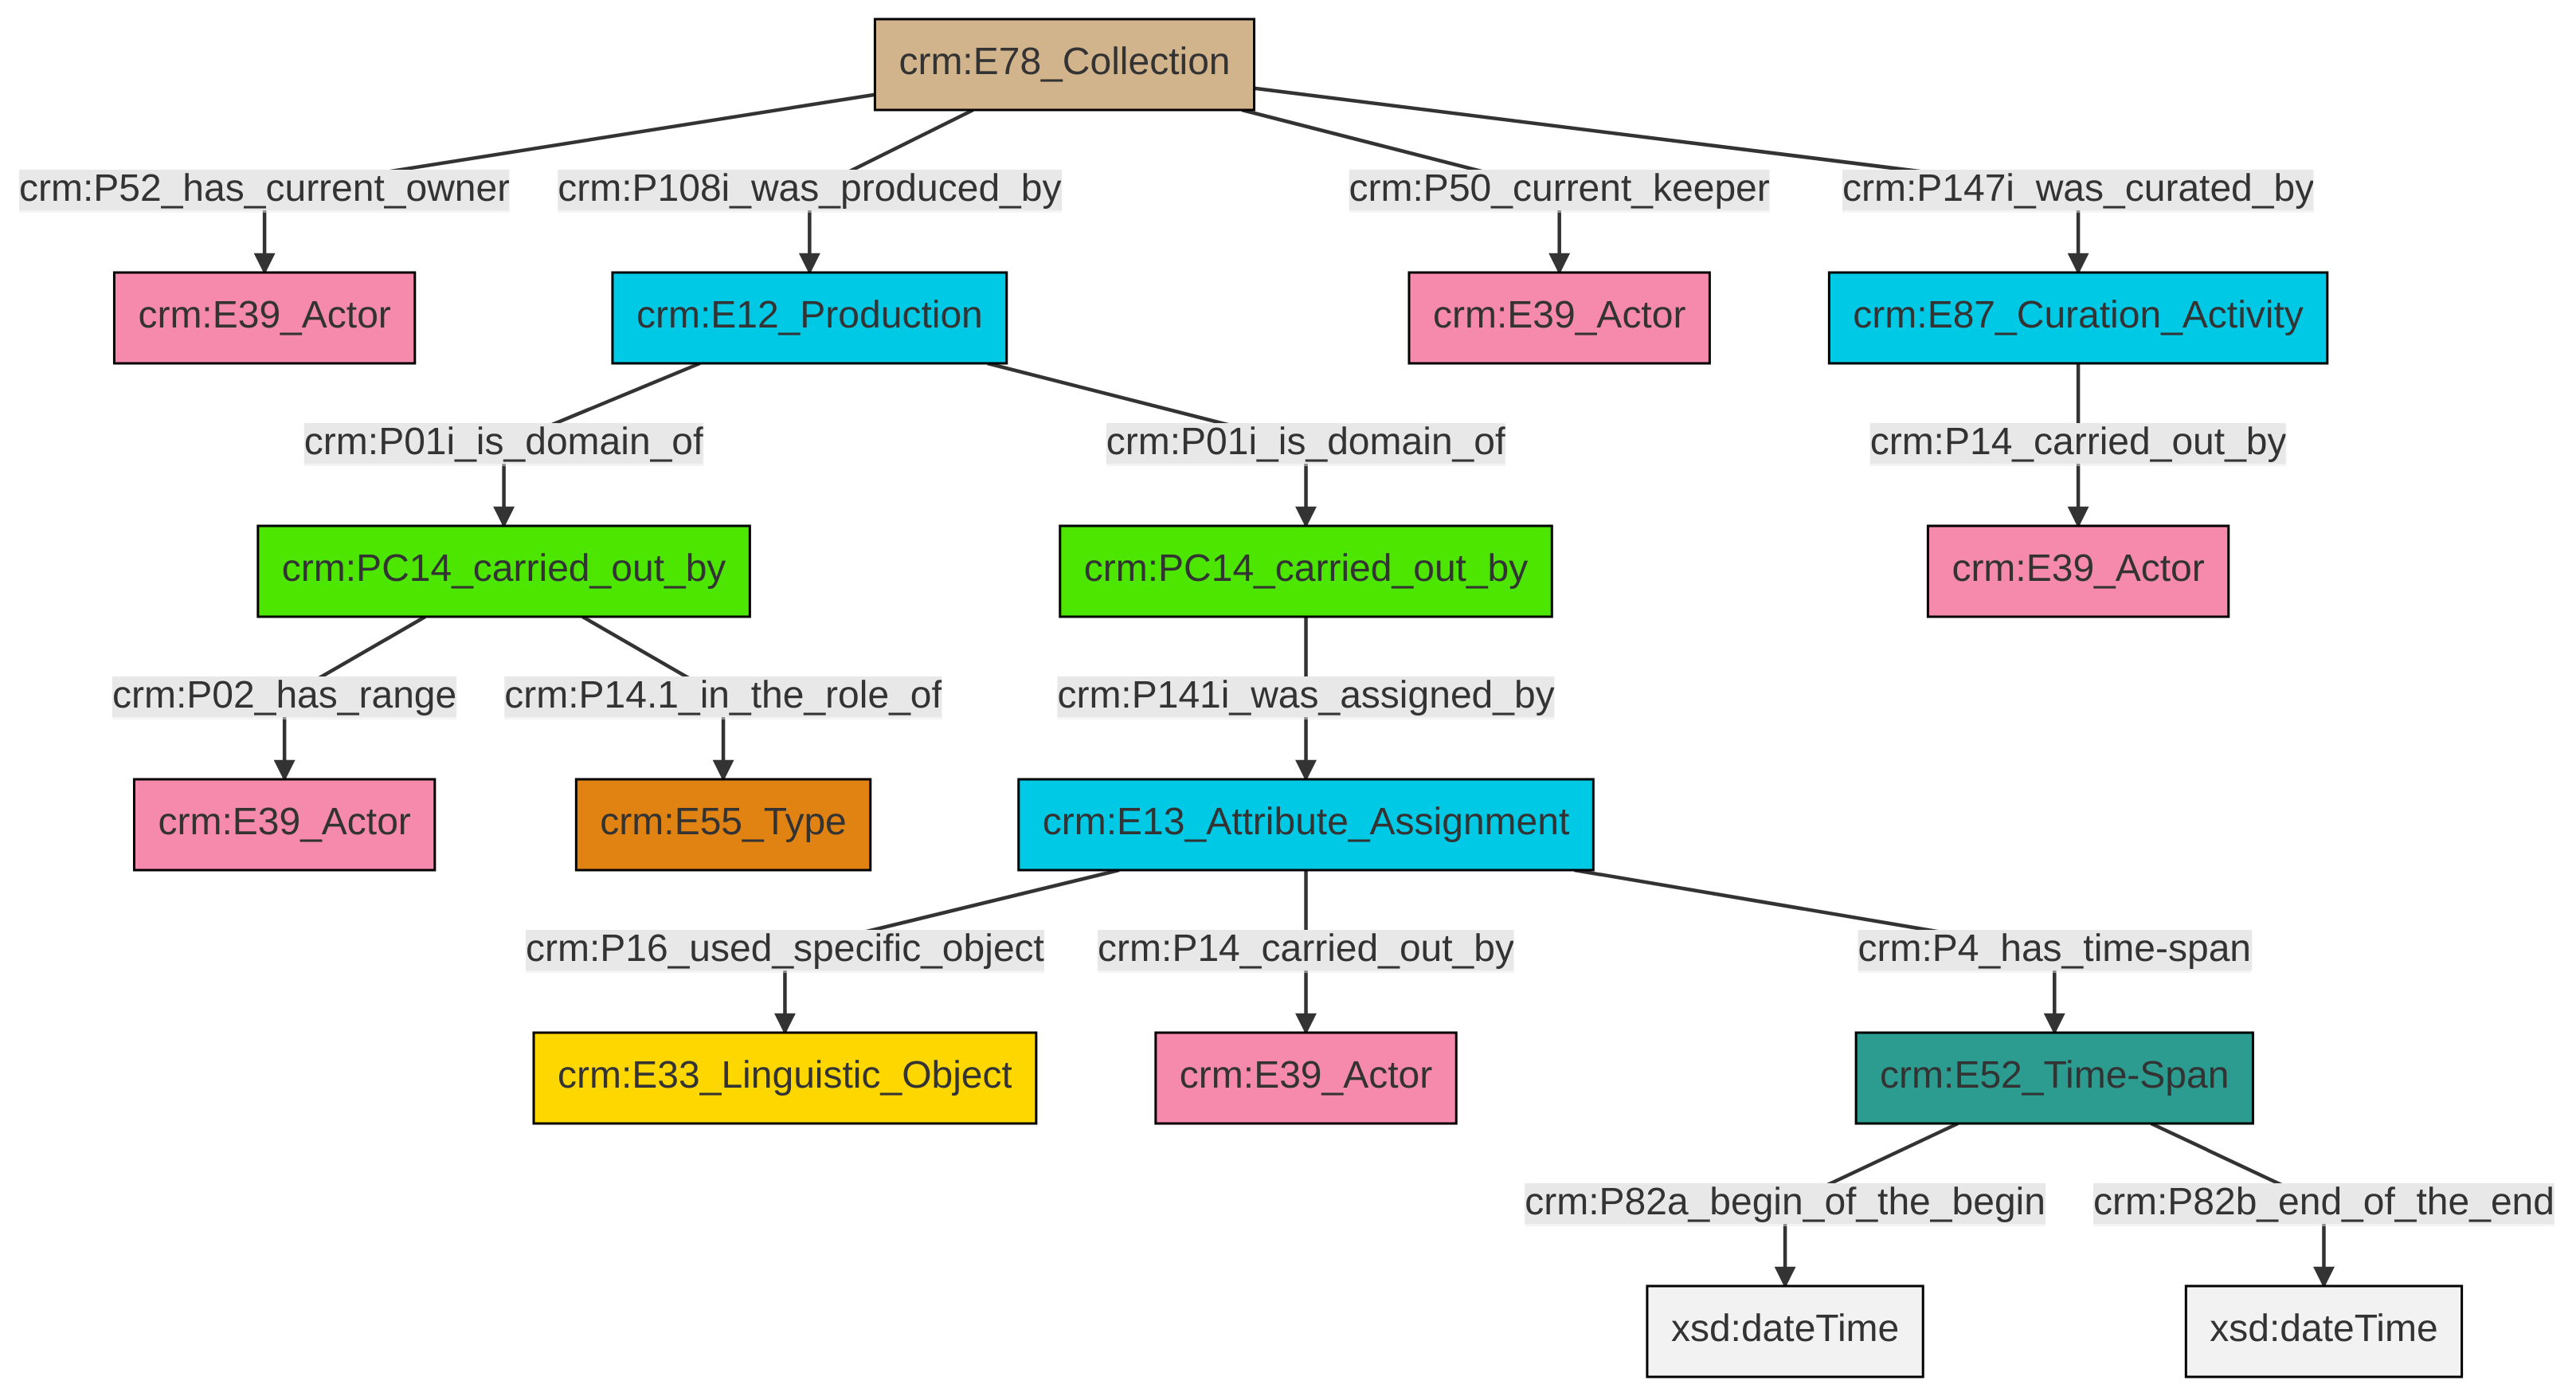 crm:E78_Collection
crm:P52_has_current_owner
crm:P108i_was_produced_by
crm:P50_current_keeper
crm:P147i_was_curated_by
crm:E39_Actor
crm:E12_Production
crm:E39_Actor
crm:E87_Curation_Activity
crm:P01i_is_domain_of
crm:P01i_is_domain_of
crm:P14_carried_out_by
crm:PC14_carried_out_by
crm:PC14_carried_out_by
crm:E39_Actor
crm:P02_has_range
crm:P14.1_in_the_role_of
crm:P141i_was_assigned_by
crm:E39_Actor
crm:E55_Type
crm:E13_Attribute_Assignment
crm:P16_used_specific_object
crm:P14_carried_out_by
crm:P4_has_time-span
crm:E33_Linguistic_Object
crm:E39_Actor
crm:E52_Time-Span
crm:P82a_begin_of_the_begin
crm:P82b_end_of_the_end
xsd:dateTime
xsd:dateTime